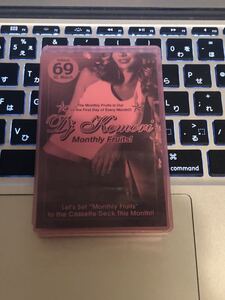 69
The Monthly Fruits Is Out
the First Day of Every Month!!
Dj Komori
Monthly Fruits!
Let's Set "Monthly Fruits"
to the Cassette Deck This Month!!
command